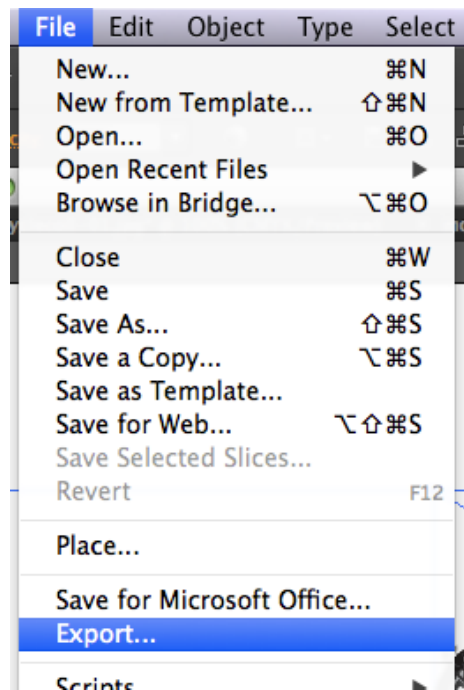 File Edit Object Type Select
New... ⌘N
New from Template... ⇧⌘N
Open... ⌘O
Open Recent Files ▶
Browse in Bridge... ⌥⌘O
Close ⌘W
Save ⌘S
Save As... ⇧⌘S
Save a Copy... ⌥⌘S
Save as Template...
Save for Web... ⌥⇧⌘S
Save Selected Slices...
Revert F12
Place...
Save for Microsoft Office...
Export...
Scripts ▶